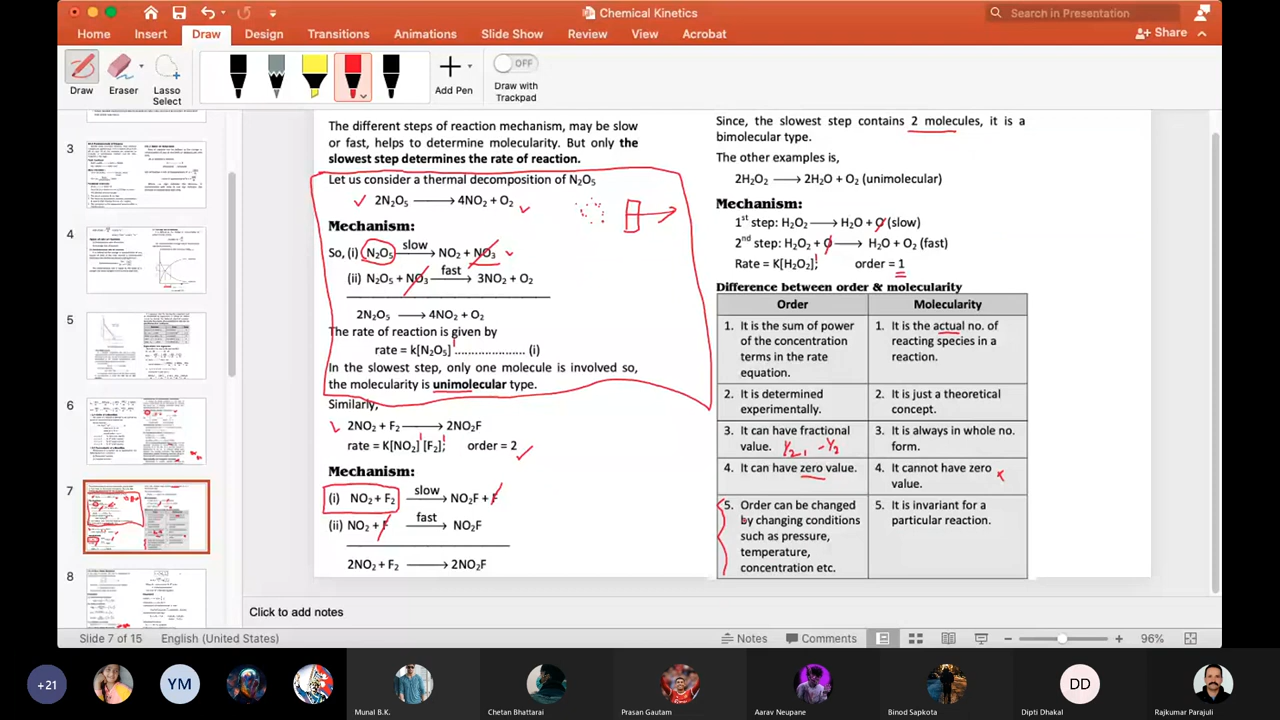 Chemical Kinetics
Search in Presentation
Home Insert Draw Design Transitions Animations Slide Show Review View Acrobat
Share
OFF
Draw Eraser Lasso Select Add Pen Draw with Trackpad
3
4
5
6
7
8
The different steps of reaction mechanism, may be slow
or fast, helps to determine molecularity. But only the
slowest step determines the rate of reaction.
Let us consider a thermal decomposition of N₂O₅
2N₂O₅ ⟶ 4NO₂ + O₂
Mechanism:
So, (i) N₂O₅ slow⟶ NO₂ + NO₃
(ii) N₂O₅ + NO₃ fast⟶ 3NO₂ + O₂
2N₂O₅ ⟶ 4NO₂ + O₂
The rate of reaction is given by
rate = k[N₂O₅] ...................... (i)
In the slowest step only one molecule is involved so,
the molecularity is unimolecular type.
Similarly,
2NO₂ + F₂ ⟶ 2NO₂F
rate = K[NO₂]¹[F₂]¹ order = 2
Mechanism:
(i) NO₂ + F₂ slow⟶ NO₂F + F
(ii) NO₂ + F fast⟶ NO₂F
2NO₂ + F₂ ⟶ 2NO₂F
Since, the slowest step contains 2 molecules, it is a
bimolecular type.
The other examples is,
2H₂O₂ ⟶ 2H₂O + O₂ (unimolecular)
Mechanism:
1st step: H₂O₂ ⟶ H₂O + O (slow)
2nd step: H₂O₂ + O ⟶ H₂O + O₂ (fast)
Rate = K[H₂O₂] order = 1
Difference between order & molecularity
Order Molecularity
1. It is the sum of power of the concentration terms in the rate equation. 1. It is the actual no. of reacting species in a reaction.
2. It is determined experimentally. 2. It is just a theoretical concept.
3. It can have fractional value. 1/2 1/3 3. It is always in whole no. form.
4. It can have zero value. 4. It cannot have zero value.
5. Order can be changed by changing conditions such as pressure, temperature, concentration etc. 5. It is invariant for a particular reaction.
Click to add notes
Slide 7 of 15 English (United States) Notes Comments 96%
+21 YM DD
Munal B.K. Chetan Bhattarai Prasan Gautam Aarav Neupane Binod Sapkota Dipti Dhakal Rajkumar Parajuli